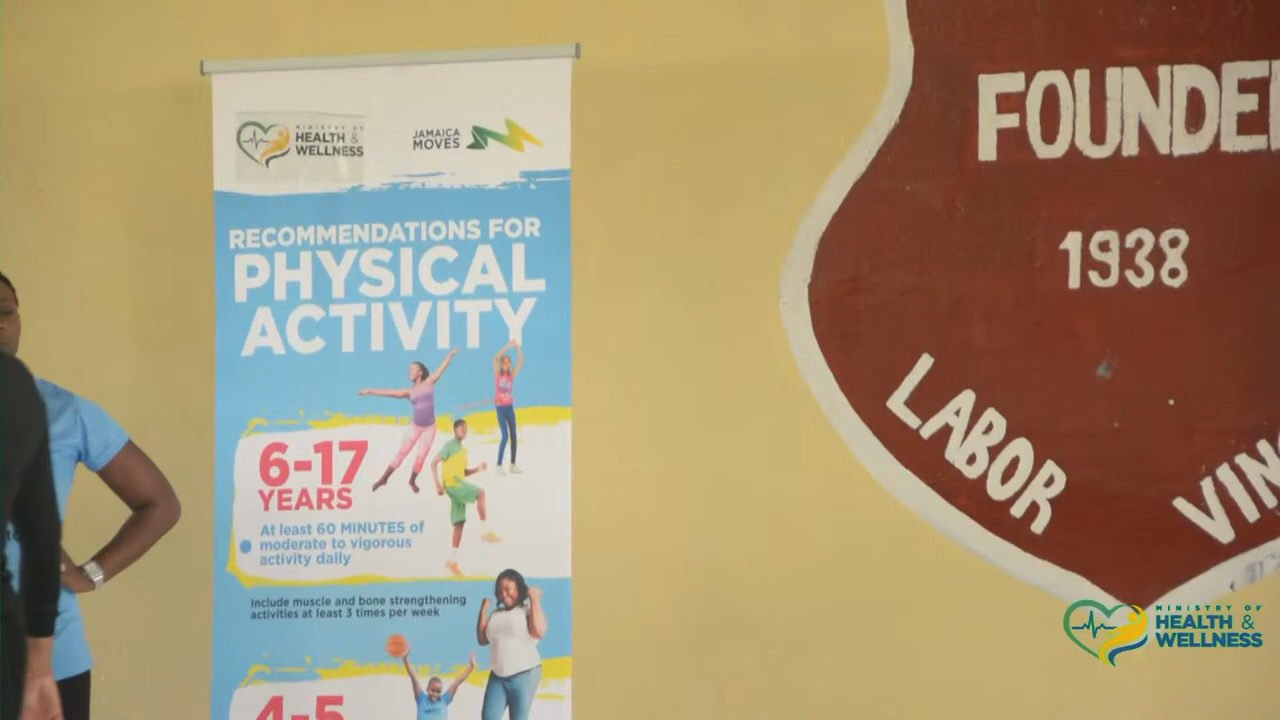 MINISTRY OF
HEALTH &
WELLNESS
JAMAICA
MOVES
RECOMMENDATIONS FOR
PHYSICAL
ACTIVITY
6-17
YEARS
At least 60 MINUTES of
moderate to vigorous
activity daily
Include muscle and bone strengthening
activities at least 3 times per week
4-5
FOUNDE
1938
LABOR
VIN
MINISTRY OF
HEALTH &
WELLNESS